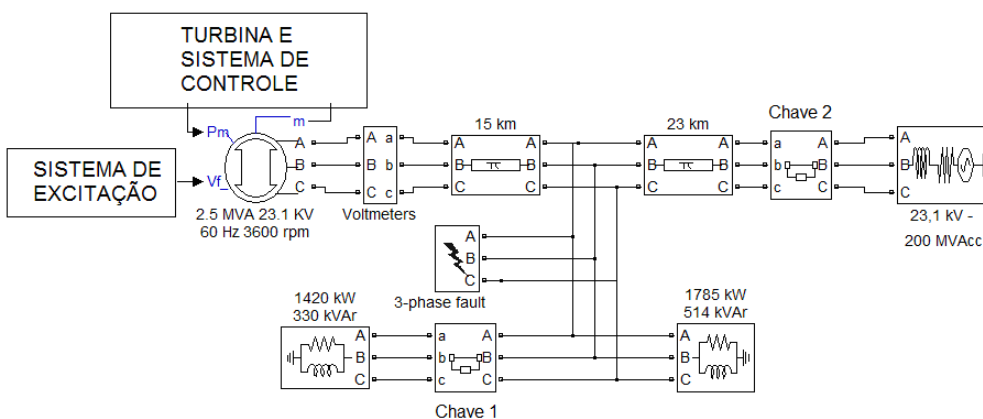 TURBINA E
SISTEMA DE
CONTROLE
SISTEMA DE
EXCITAÇÃO
Pm
m
Vf
A
B
C
2.5 MVA 23.1 KV
60 Hz 3600 rpm
A a
B b
C c
Voltmeters
15 km
A A
B B
C C
23 km
A A
B B
C C
Chave 2
a A
b B
c C
A
B
C
23,1 kV -
200 MVAcc
A
B
C
3-phase fault
1420 kW
330 kVAr
A
B
C
a A
b B
c C
Chave 1
1785 kW
514 kVAr
A
B
C